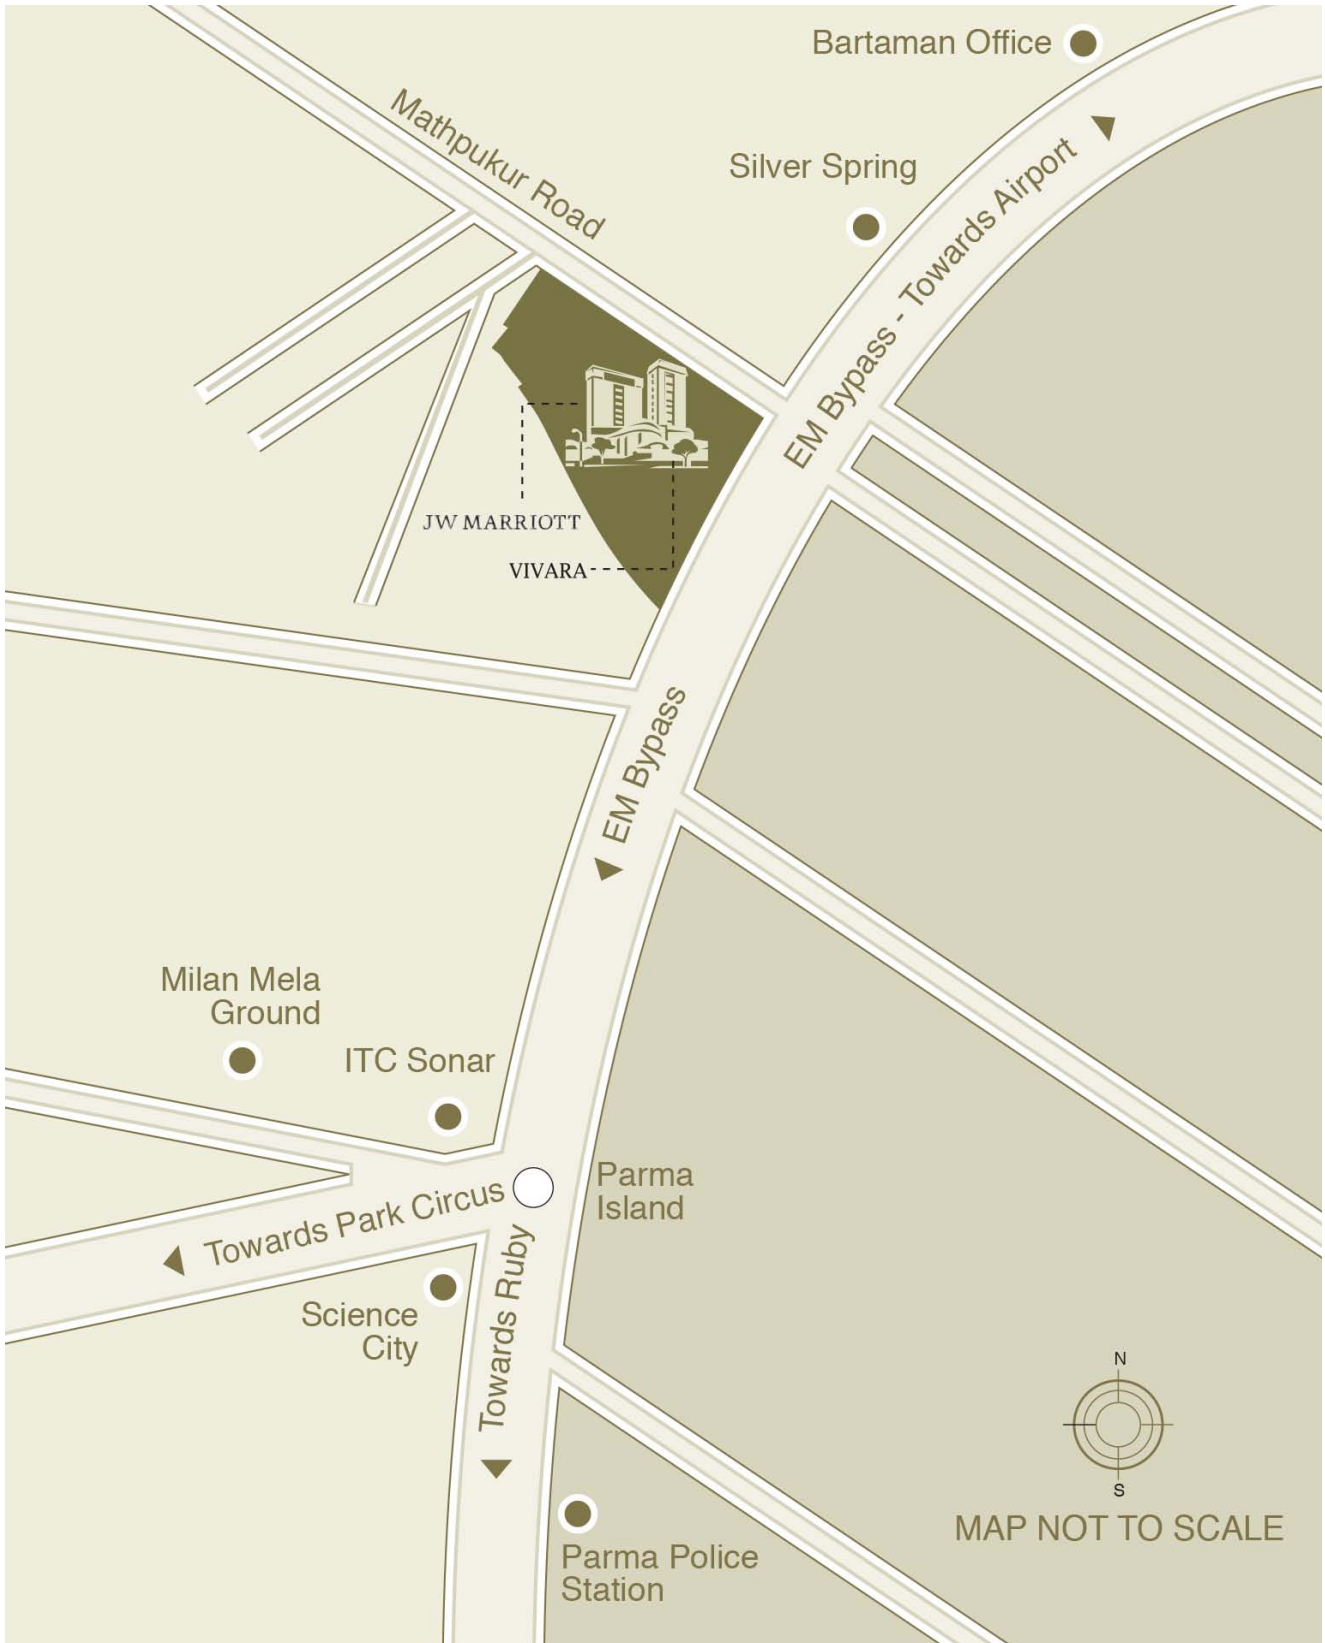 Bartaman Office
Mathpukur Road
Silver Spring
EM Bypass - Towards Airport
JW MARRIOTT
VIVARA
EM Bypass
Milan Mela
Ground
ITC Sonar
Parma
Island
Towards Park Circus
Towards Ruby
Science
City
N
S
MAP NOT TO SCALE
Parma Police
Station